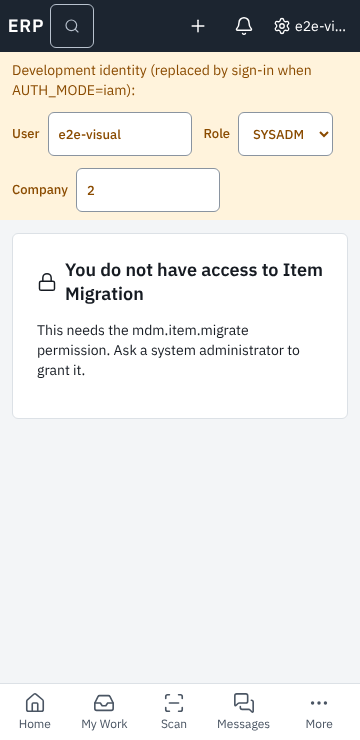 ERP
e2e-vi...
Development identity (replaced by sign-in when
AUTH_MODE=iam):
User e2e-visual Role SYSADM
Company 2
You do not have access to Item
Migration
This needs the mdm.item.migrate
permission. Ask a system administrator to
grant it.
Home My Work Scan Messages More